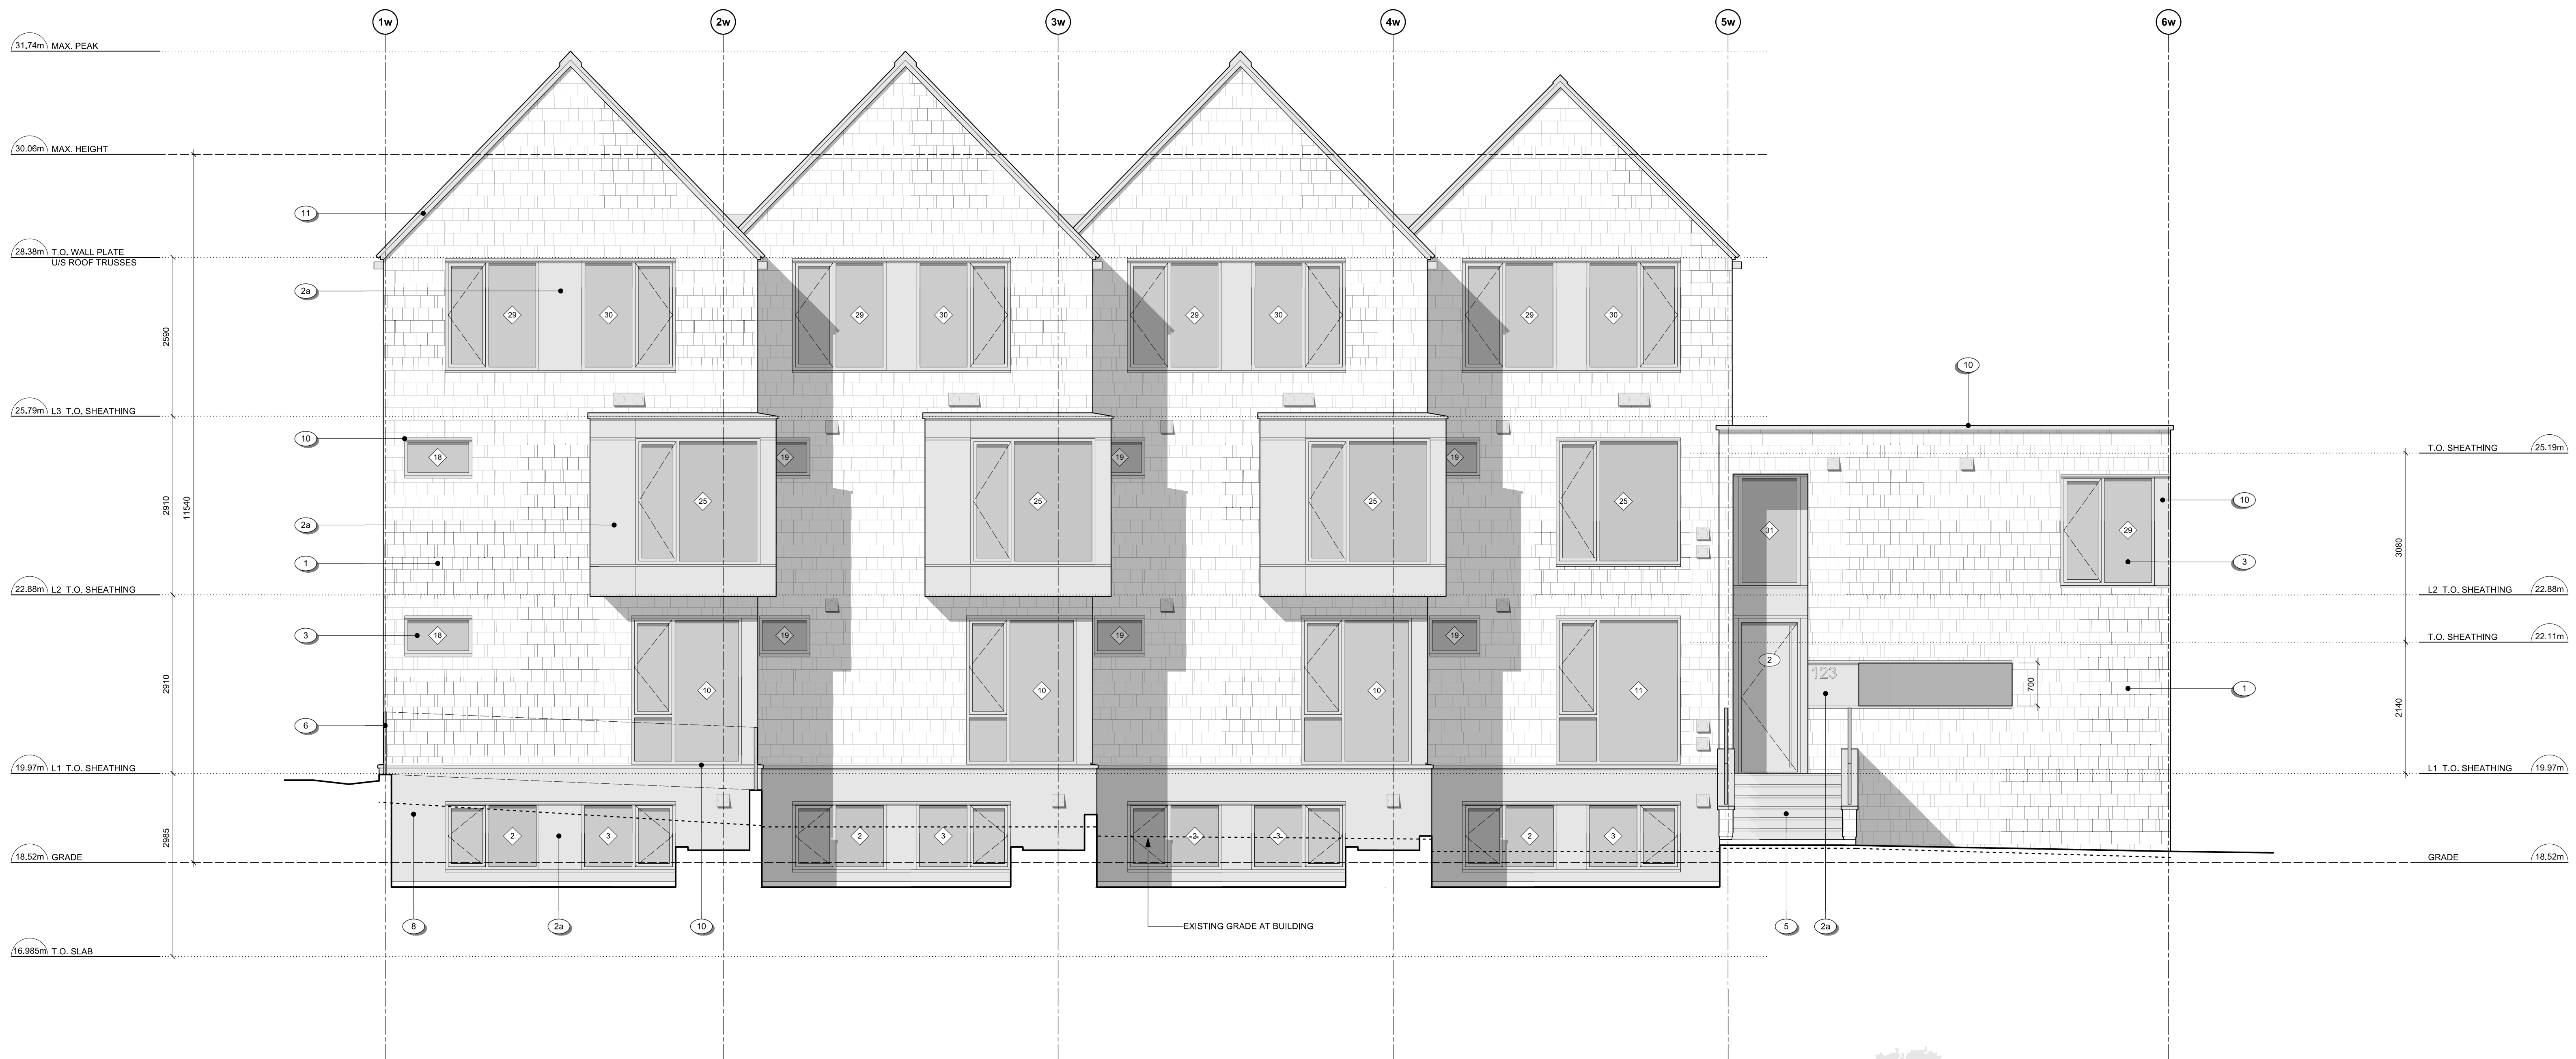 1w 2w 3w 4w 5w 6w
31.74m MAX. PEAK
30.06m MAX. HEIGHT
11
28.38m T.O. WALL PLATE
U/S ROOF TRUSSES
2a
29 30 29 30 29 30 29 30
2590
10
25.79m L3 T.O. SHEATHING
10
18 19 19 19
T.O. SHEATHING 25.19m
25 25 25 25
10
2910
11540
2a
31 29
3080
1
3
22.88m L2 T.O. SHEATHING
L2 T.O. SHEATHING 22.88m
3
18 19 19 19
T.O. SHEATHING 22.11m
2
123
2910
10 10 10 11
700
1
2140
6
19.97m L1 T.O. SHEATHING
L1 T.O. SHEATHING 19.97m
2 3 2 3 2 3 2 3
2985
18.52m GRADE
GRADE 18.52m
8 2a 10
EXISTING GRADE AT BUILDING
5 2a
16.985m T.O. SLAB